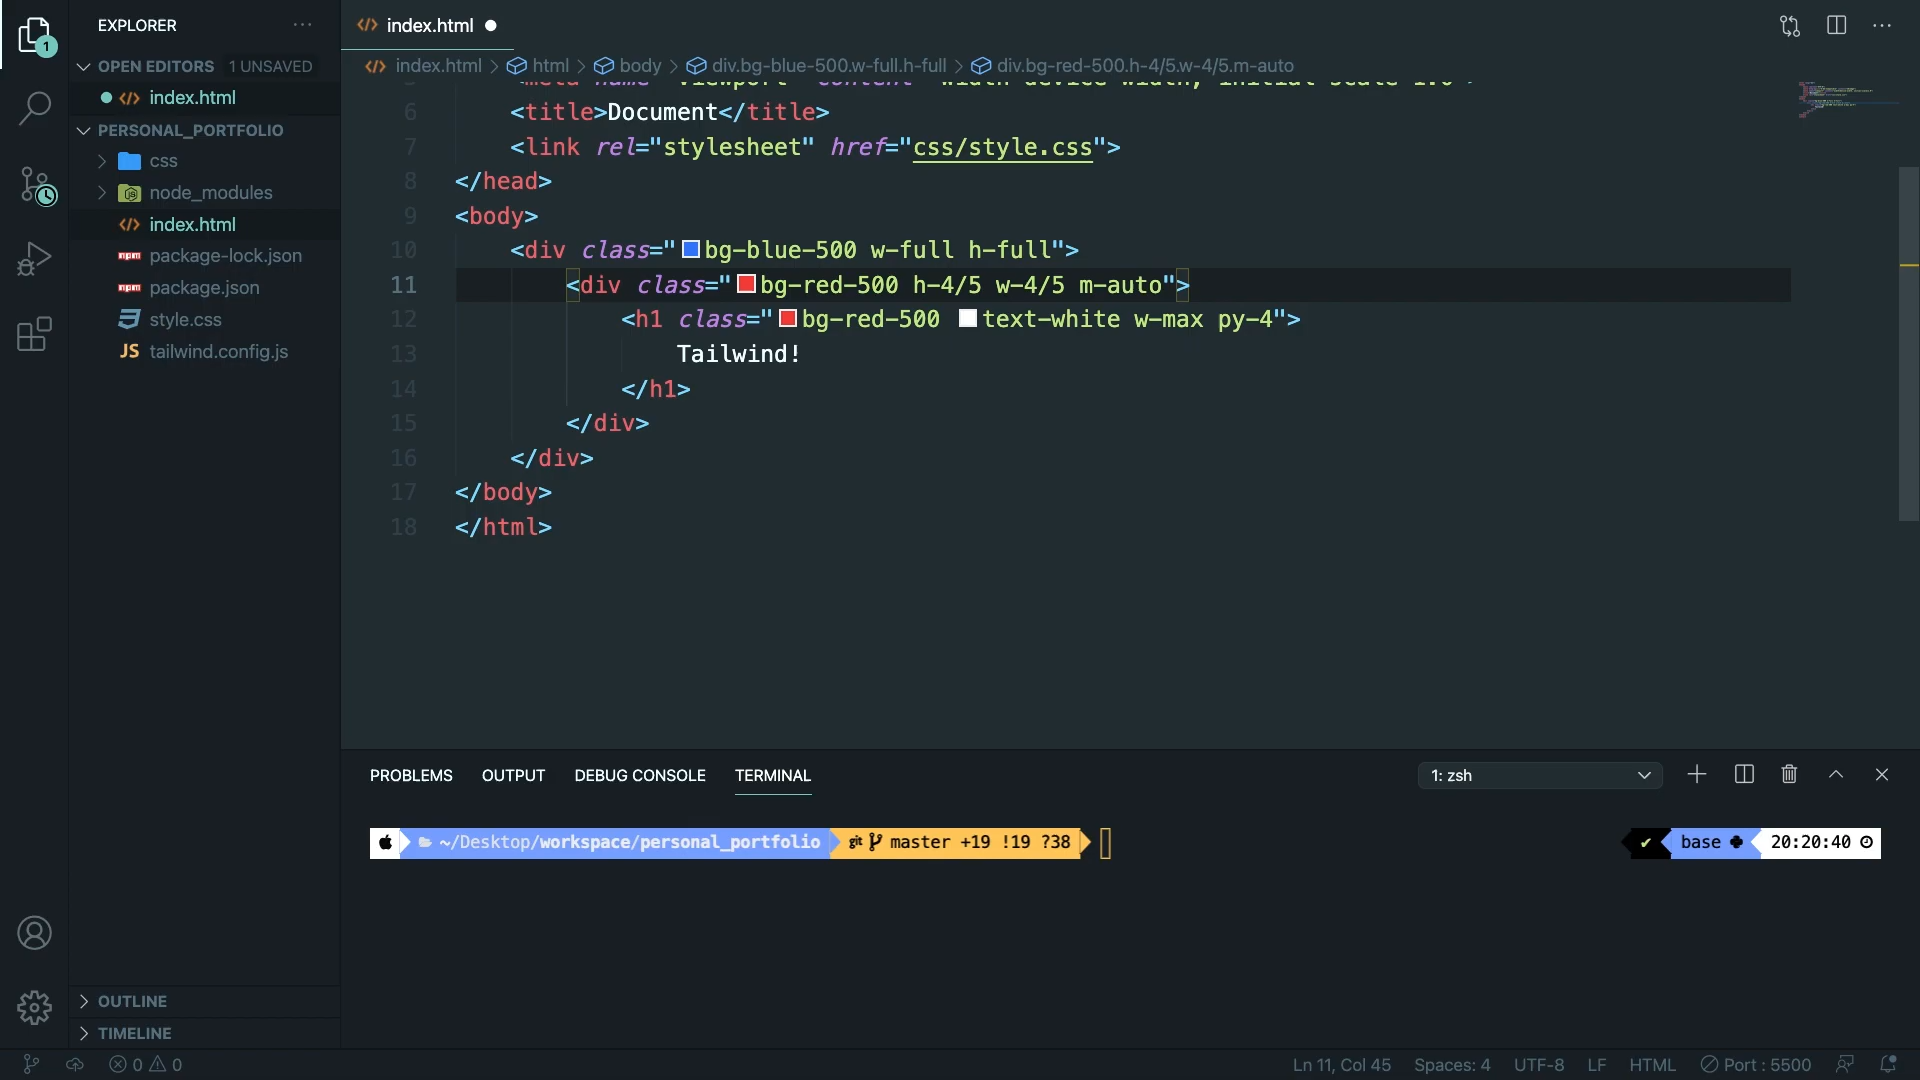 EXPLORER
OPEN EDITORS 1 UNSAVED
index.html
PERSONAL_PORTFOLIO
css
node_modules
index.html
package-lock.json
package.json
style.css
JS tailwind.config.js
OUTLINE
TIMELINE
index.html
index.html > html > body > div.bg-blue-500.w-full.h-full > div.bg-red-500.h-4/5.w-4/5.m-auto
6 <title>Document</title>
7 <link rel="stylesheet" href="css/style.css">
8 </head>
9 <body>
10 <div class="bg-blue-500 w-full h-full">
11 <div class="bg-red-500 h-4/5 w-4/5 m-auto">
12 <h1 class="bg-red-500 text-white w-max py-4">
13 Tailwind!
14 </h1>
15 </div>
16 </div>
17 </body>
18 </html>
PROBLEMS OUTPUT DEBUG CONSOLE TERMINAL 1: zsh
~/Desktop/workspace/personal_portfolio git master +19 !19 ?38 base 20:20:40
0 0 Ln 11, Col 45 Spaces: 4 UTF-8 LF HTML Port : 5500